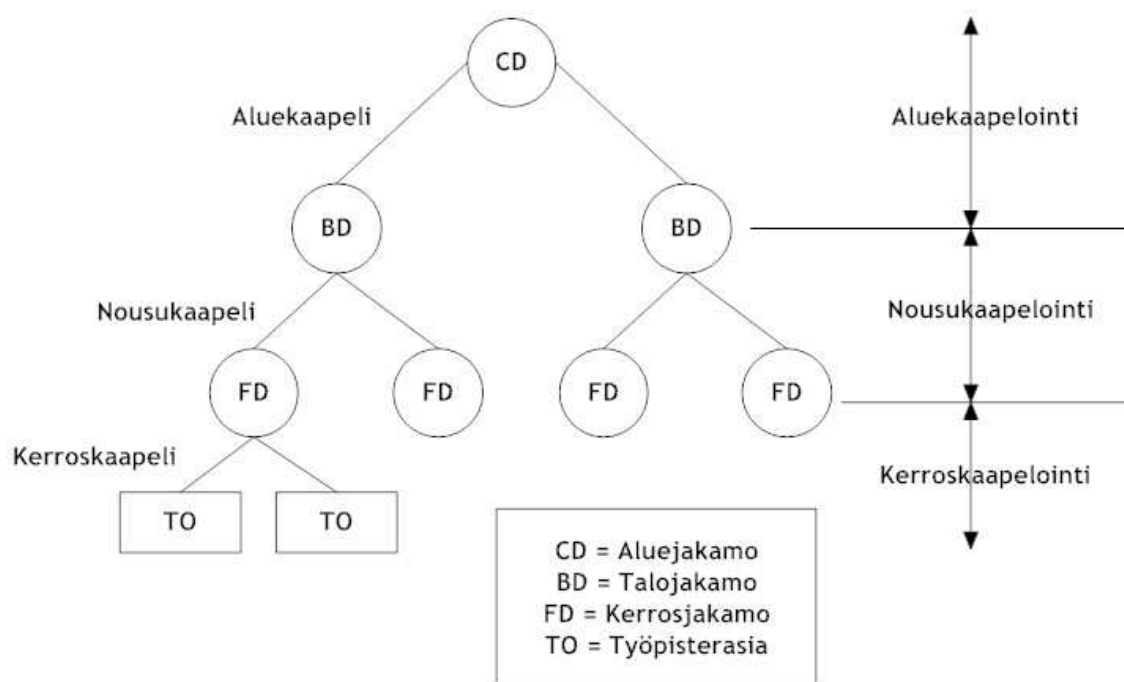 CD
Aluekaapeli
Aluekaapelointi
BD
BD
Nousukaapeli
Nousukaapelointi
FD
FD
FD
FD
Kerroskaapeli
Kerroskaapelointi
TO
TO
CD = Aluejakamo
BD = Talojakamo
FD = Kerrosjakamo
TO = Työpisterasia